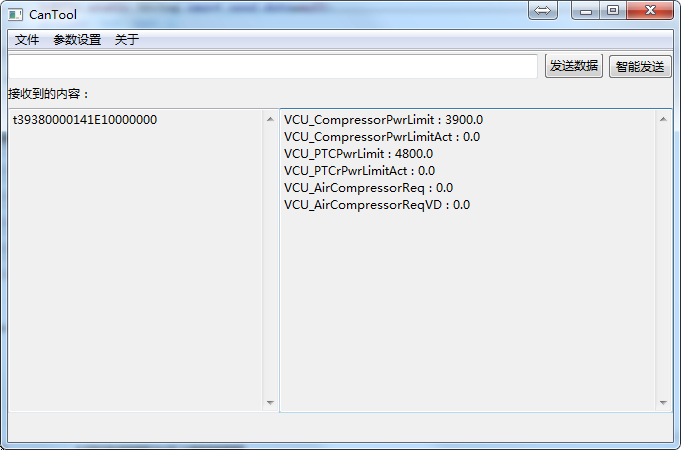 CanTool
文件 参数设置 关于
发送数据 智能发送
接收到的内容：
t39380000141E10000000
VCU_CompressorPwrLimit : 3900.0
VCU_CompressorPwrLimitAct : 0.0
VCU_PTCPwrLimit : 4800.0
VCU_PTCrPwrLimitAct : 0.0
VCU_AirCompressorReq : 0.0
VCU_AirCompressorReqVD : 0.0